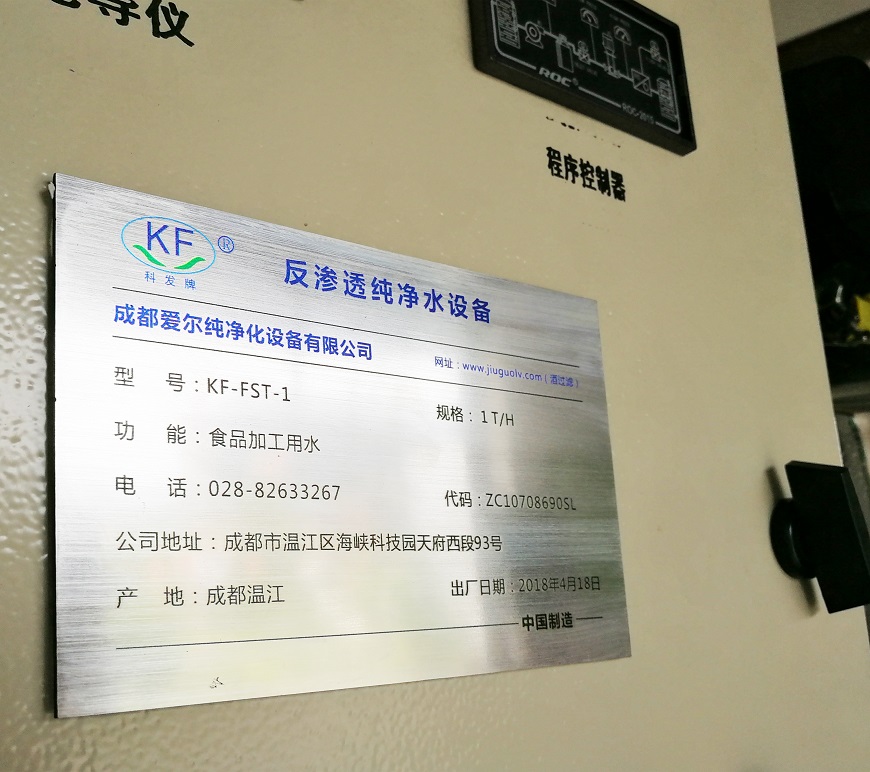 导仪
ROC
ROC-2015
程序控制器
KF®
科发牌
反渗透纯净水设备
成都爱尔纯净化设备有限公司
网址：www.jiuguolv.com（酒过滤）
型 号：KF-FST-1
规格：1T/H
功 能：食品加工用水
电 话：028-82633267
代码：ZC10708690SL
公司地址：成都市温江区海峡科技园天府西段93号
产 地：成都温江
出厂日期：2018年4月18日
中国制造